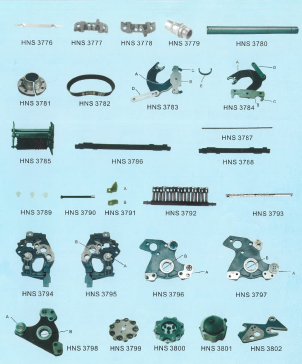 HNS 3776 HNS 3777 HNS 3778 HNS 3779 HNS 3780
HNS 3781 HNS 3782 HNS 3783 HNS 3784
HNS 3787
HNS 3785 HNS 3786 HNS 3788
HNS 3789 HNS 3790 HNS 3791 HNS 3792 HNS 3793
HNS 3794 HNS 3795 HNS 3796 HNS 3797
HNS 3798 HNS 3799 HNS 3800 HNS 3801 HNS 3802